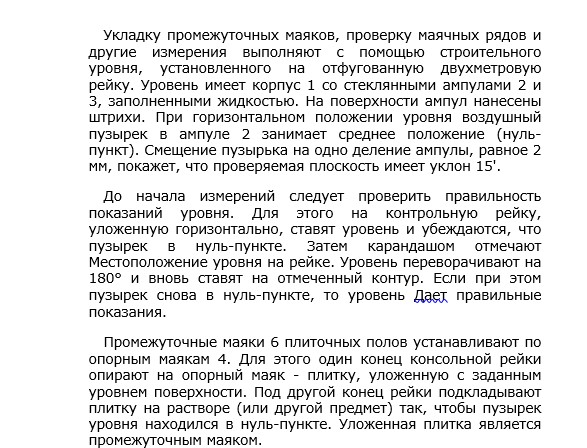 Укладку промежуточных маяков, проверку маячных рядов и
другие измерения выполняют с помощью строительного
уровня, установленного на отфугованную двухметровую
рейку. Уровень имеет корпус 1 со стеклянными ампулами 2 и
3, заполненными жидкостью. На поверхности ампул нанесены
штрихи. При горизонтальном положении уровня воздушный
пузырек в ампуле 2 занимает среднее положение (нуль-
пункт). Смещение пузырька на одно деление ампулы, равное 2
мм, покажет, что проверяемая плоскость имеет уклон 15'.
До начала измерений следует проверить правильность
показаний уровня. Для этого на контрольную рейку,
уложенную горизонтально, ставят уровень и убеждаются, что
пузырек в нуль-пункте. Затем карандашом отмечают
Местоположение уровня на рейке. Уровень переворачивают на
180° и вновь ставят на отмеченный контур. Если при этом
пузырек снова в нуль-пункте, то уровень Дает правильные
показания.
Промежуточные маяки 6 плиточных полов устанавливают по
опорным маякам 4. Для этого один конец консольной рейки
опирают на опорный маяк - плитку, уложенную с заданным
уровнем поверхности. Под другой конец рейки подкладывают
плитку на растворе (или другой предмет) так, чтобы пузырек
уровня находился в нуль-пункте. Уложенная плитка является
промежуточным маяком.